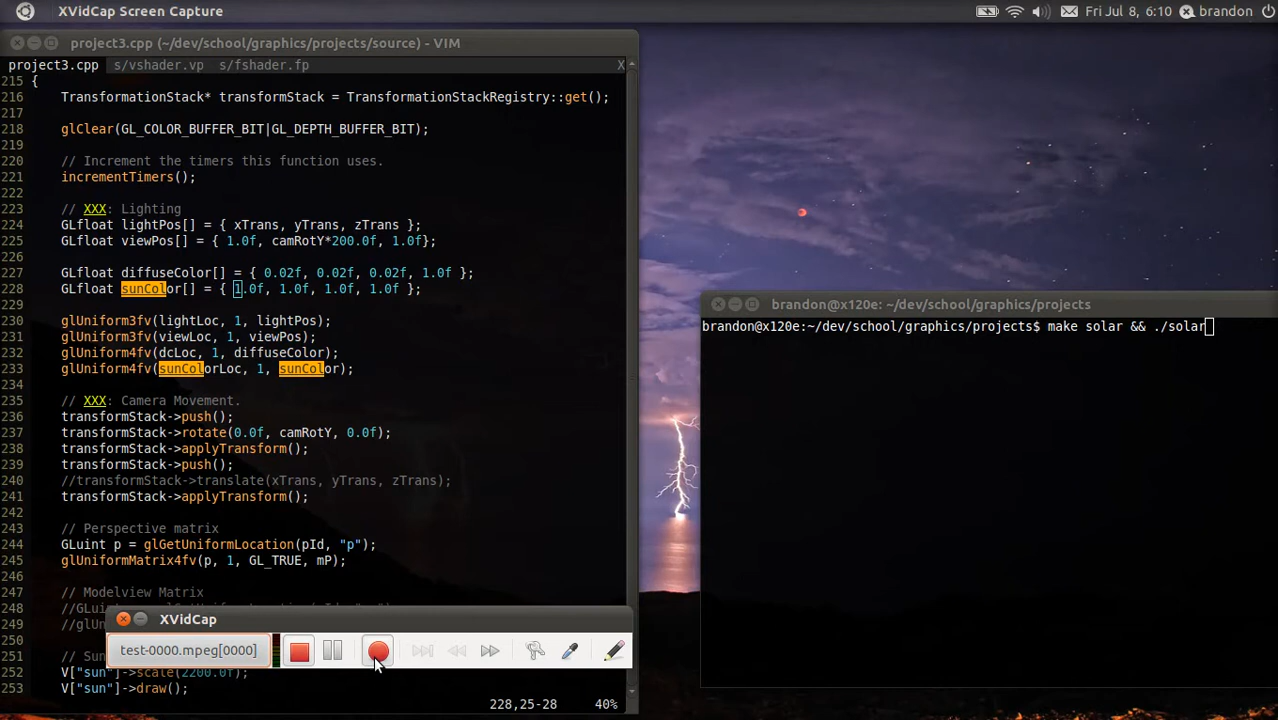 XVidCap Screen Capture
Fri Jul 8, 6:10 brandon
project3.cpp (~/dev/school/graphics/projects/source) - VIM
project3.cpp s/vshader.vp s/fshader.fp X
215 {
216 TransformationStack* transformStack = TransformationStackRegistry::get();
217
218 glClear(GL_COLOR_BUFFER_BIT|GL_DEPTH_BUFFER_BIT);
219
220 // Increment the timers this function uses.
221 incrementTimers();
222
223 // XXX: Lighting
224 GLfloat lightPos[] = { xTrans, yTrans, zTrans };
225 GLfloat viewPos[] = { 1.0f, camRotY*200.0f, 1.0f};
226
227 GLfloat diffuseColor[] = { 0.02f, 0.02f, 0.02f, 1.0f };
228 GLfloat sunColor[] = { 1.0f, 1.0f, 1.0f, 1.0f };
229
230 glUniform3fv(lightLoc, 1, lightPos);
231 glUniform3fv(viewLoc, 1, viewPos);
232 glUniform4fv(dcLoc, 1, diffuseColor);
233 glUniform4fv(sunColorLoc, 1, sunColor);
234
235 // XXX: Camera Movement.
236 transformStack->push();
237 transformStack->rotate(0.0f, camRotY, 0.0f);
238 transformStack->applyTransform();
239 transformStack->push();
240 //transformStack->translate(xTrans, yTrans, zTrans);
241 transformStack->applyTransform();
242
243 // Perspective matrix
244 GLuint p = glGetUniformLocation(pId, "p");
245 glUniformMatrix4fv(p, 1, GL_TRUE, mP);
246
247 // Modelview Matrix
248
249
250
251
252 V["sun"]->scale(2200.0f);
253 V["sun"]->draw();
228,25-28 40%
XVidCap
test-0000.mpeg[0000]
brandon@x120e: ~/dev/school/graphics/projects
brandon@x120e:~/dev/school/graphics/projects$ make solar && ./solar